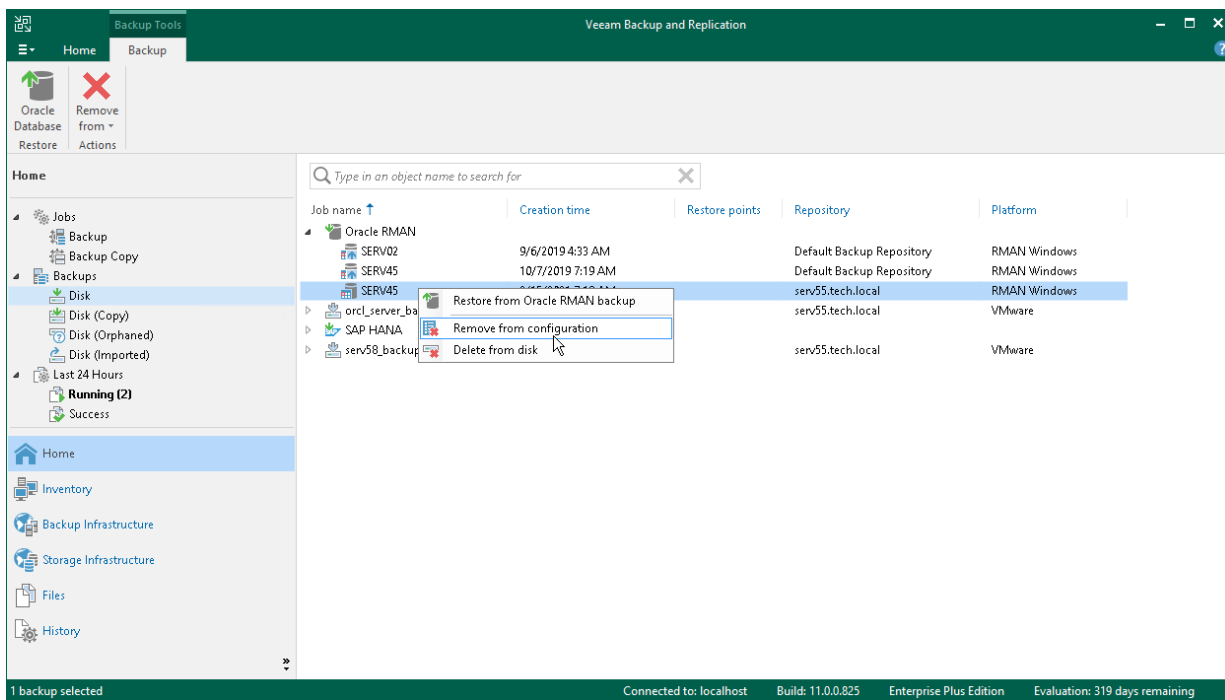 Backup Tools
Veeam Backup and Replication
Home Backup
Oracle Database
Remove from
Restore Actions
Home
Type in an object name to search for
Jobs
Backup
Backup Copy
Backups
Disk
Disk (Copy)
Disk (Orphaned)
Disk (Imported)
Last 24 Hours
Running (2)
Success
Home
Inventory
Backup Infrastructure
Storage Infrastructure
Files
History
Job name Creation time Restore points Repository Platform
Oracle RMAN
SERV02 9/6/2019 4:33 AM Default Backup Repository RMAN Windows
SERV45 10/7/2019 7:19 AM Default Backup Repository RMAN Windows
SERV45 serv55.tech.local RMAN Windows
orcl_server_ba serv55.tech.local VMware
SAP HANA
serv58_backup serv55.tech.local VMware
Restore from Oracle RMAN backup
Remove from configuration
Delete from disk
1 backup selected Connected to: localhost Build: 11.0.0.825 Enterprise Plus Edition Evaluation: 319 days remaining